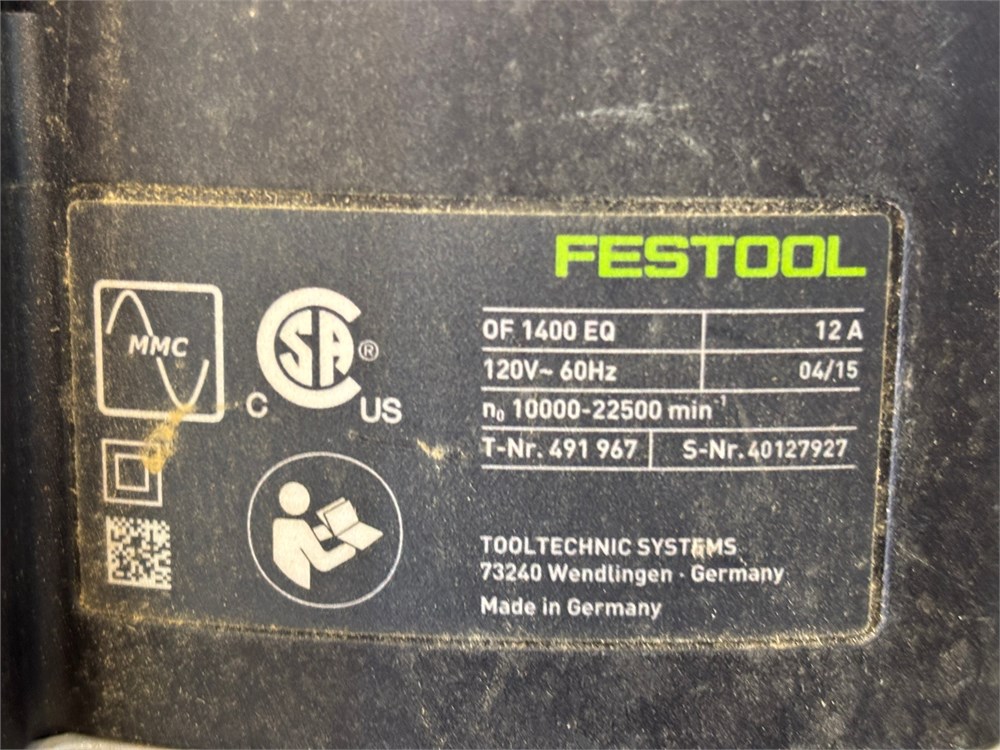 FESTOOL
MMC
CSA®
C US
OF 1400 EQ 12 A
120V~ 60Hz 04/15
n₀ 10000-22500 min⁻¹
T-Nr. 491 967 S-Nr. 40127927
TOOLTECHNIC SYSTEMS
73240 Wendlingen · Germany
Made in Germany